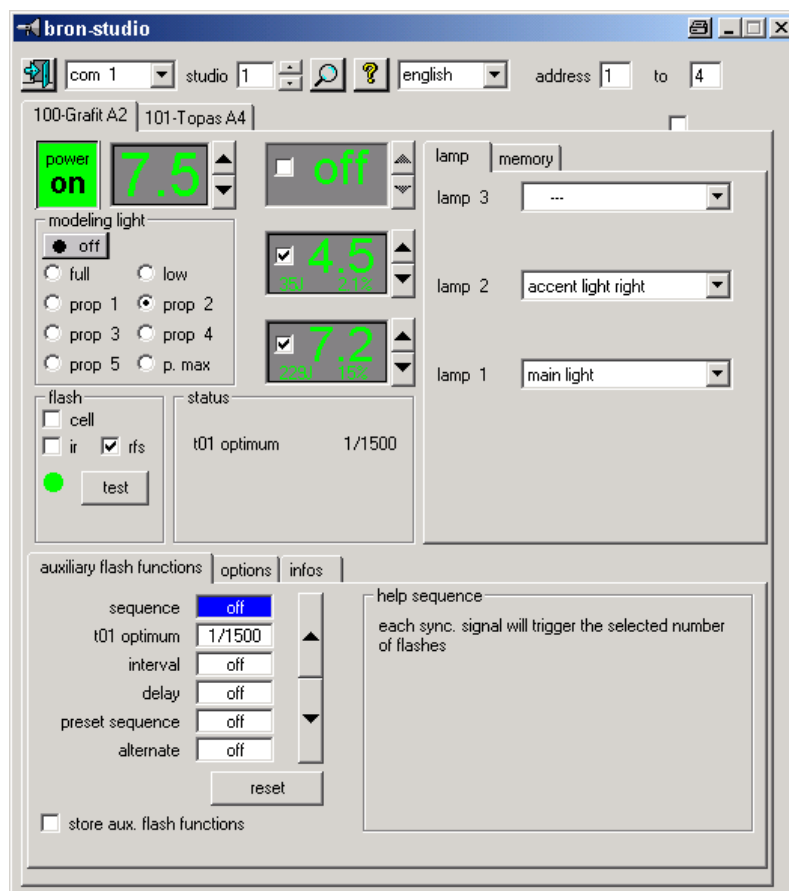 bron-studio
com 1 studio 1 ? english address 1 to 4
100-Grafit A2 101-Topas A4
power
on
7.5
off
4.5
35J 2.1%
7.2
229J 15%
lamp memory
lamp 3 ---
lamp 2 accent light right
lamp 1 main light
modeling light
off
full low
prop 1 prop 2
prop 3 prop 4
prop 5 p. max
flash
cell
ir rfs
test
status
t01 optimum 1/1500
auxiliary flash functions options infos
sequence off
t01 optimum 1/1500
interval off
delay off
preset sequence off
alternate off
reset
store aux. flash functions
help sequence
each sync. signal will trigger the selected number
of flashes